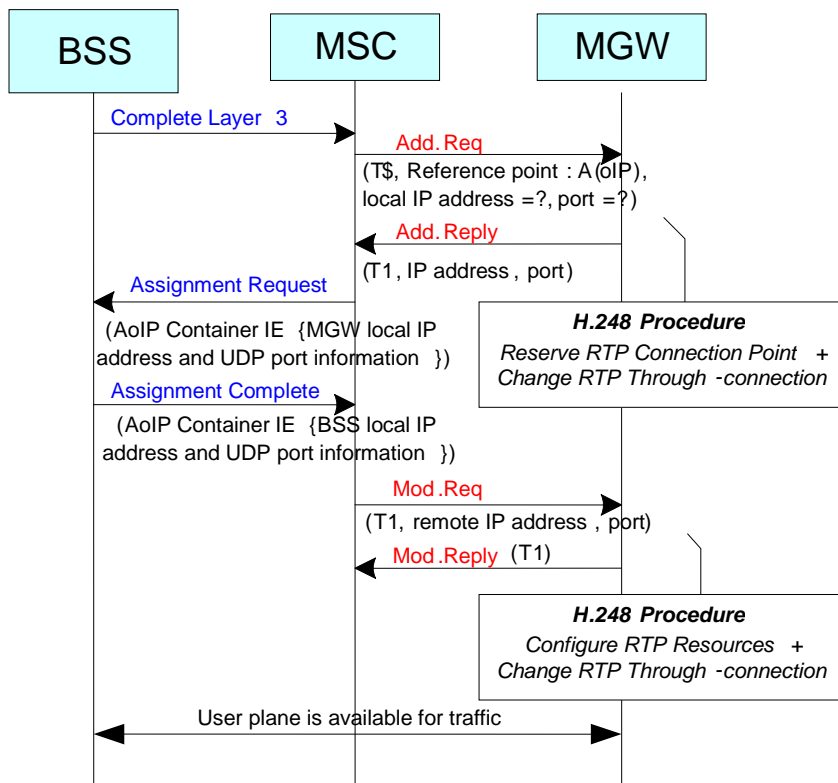 BSS
MSC
MGW
Complete Layer 3
Add.Req
(T$, Reference point : A(oIP),
local IP address =?, port =?)
Add.Reply
(T1, IP address , port)
Assignment Request
(AoIP Container IE {MGW local IP
address and UDP port information })
H.248 Procedure
Reserve RTP Connection Point +
Change RTP Through -connection
Assignment Complete
(AoIP Container IE {BSS local IP
address and UDP port information })
Mod.Req
(T1, remote IP address , port)
Mod.Reply (T1)
H.248 Procedure
Configure RTP Resources +
Change RTP Through -connection
User plane is available for traffic